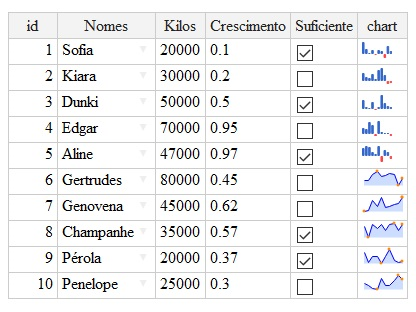 id Nomes Kilos Crescimento Suficiente chart
1 Sofia 20000 0.1
2 Kiara 30000 0.2
3 Dunki 50000 0.5
4 Edgar 70000 0.95
5 Aline 47000 0.97
6 Gertrudes 80000 0.45
7 Genovena 45000 0.62
8 Champanhe 35000 0.57
9 Pérola 20000 0.37
10 Penelope 25000 0.3